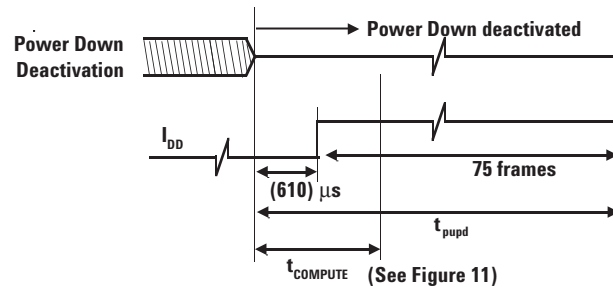 Power Down deactivated
Power Down
Deactivation
IDD
75 frames
(610) μs
tpupd
tCOMPUTE (See Figure 11)